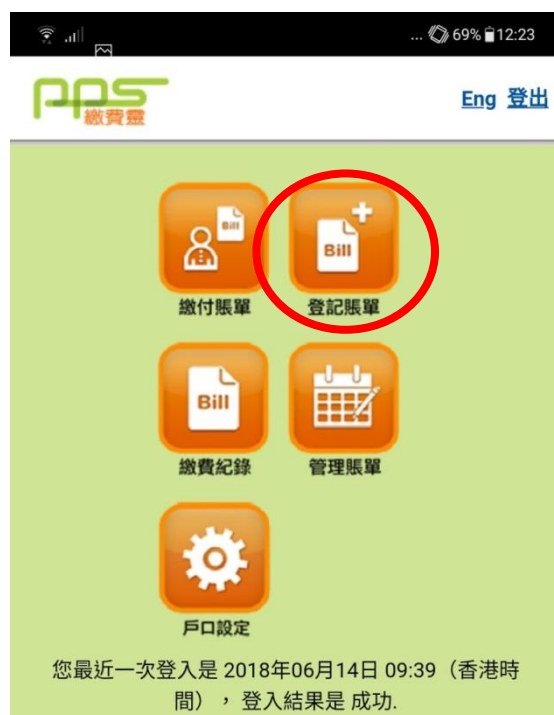 ... 69% 12:23
pps
繳費靈
Eng 登出
Bill
Bill
繳付賬單 登記賬單
Bill
繳費紀錄 管理賬單
戶口設定
您最近一次登入是 2018年06月14日 09:39（香港時
間），登入結果是 成功.